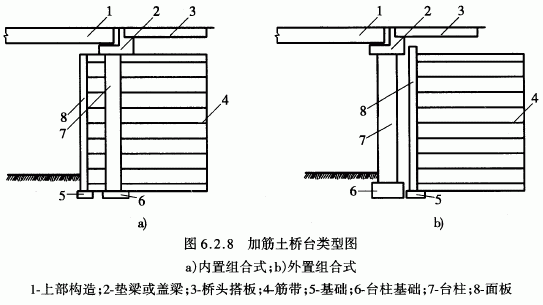 1 2 3 1 2 3
8 7 4 8 7 4
5 6 6 5
a) b)
图 6.2.8 加筋土桥台类型图
a)内置组合式;b)外置组合式
1-上部构造;2-垫梁或盖梁;3-桥头搭板;4-筋带;5-基础;6-台柱基础;7-台柱;8-面板